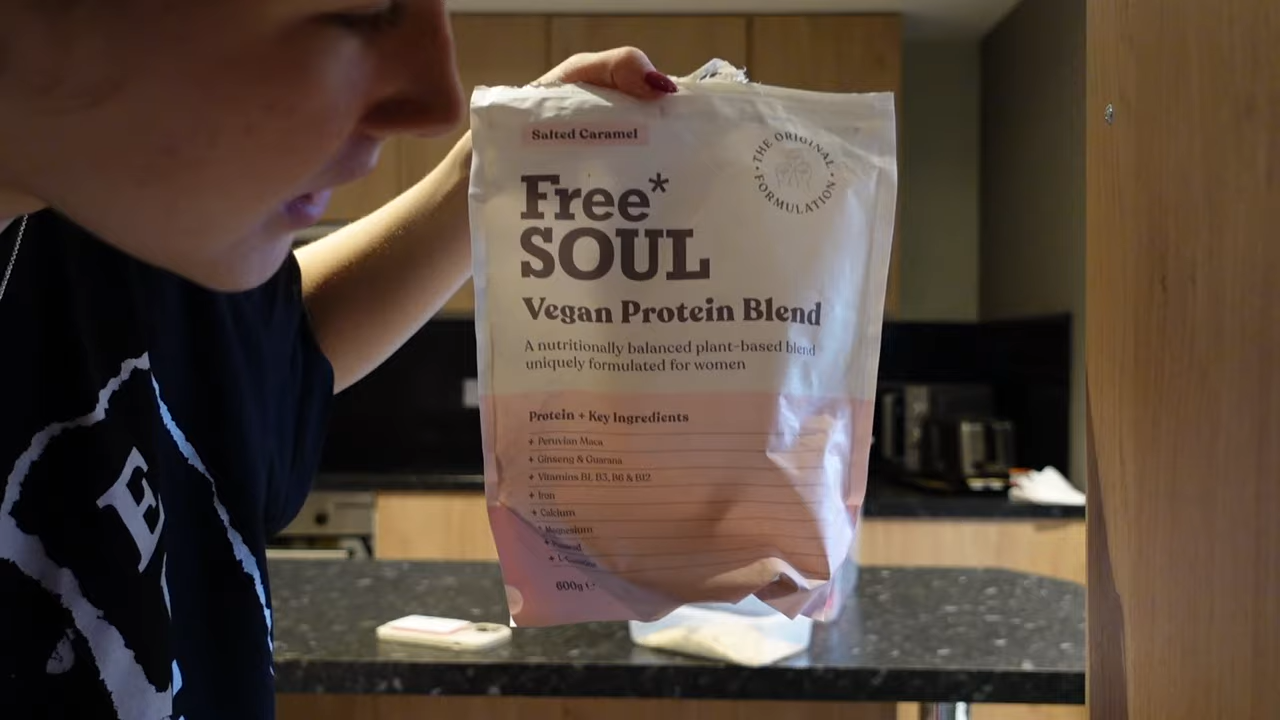 Salted Caramel
THE ORIGINAL
FORMULATION
Free*
SOUL
Vegan Protein Blend
A nutritionally balanced plant-based blend
uniquely formulated for women
Protein + Key Ingredients
+ Peruvian Maca
+ Ginseng & Guarana
+ Vitamins B1, B3, B6 & B12
+ Iron
+ Calcium
Magnesium
600g
E